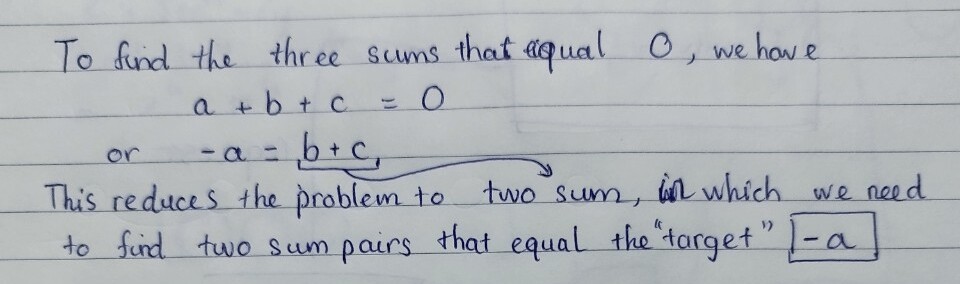 To find the three sums that equal 0, we have
a + b + c = 0
or -a = b + c,
This reduces the problem to two sum, in which we need
to find two sum pairs that equal the "target" -a